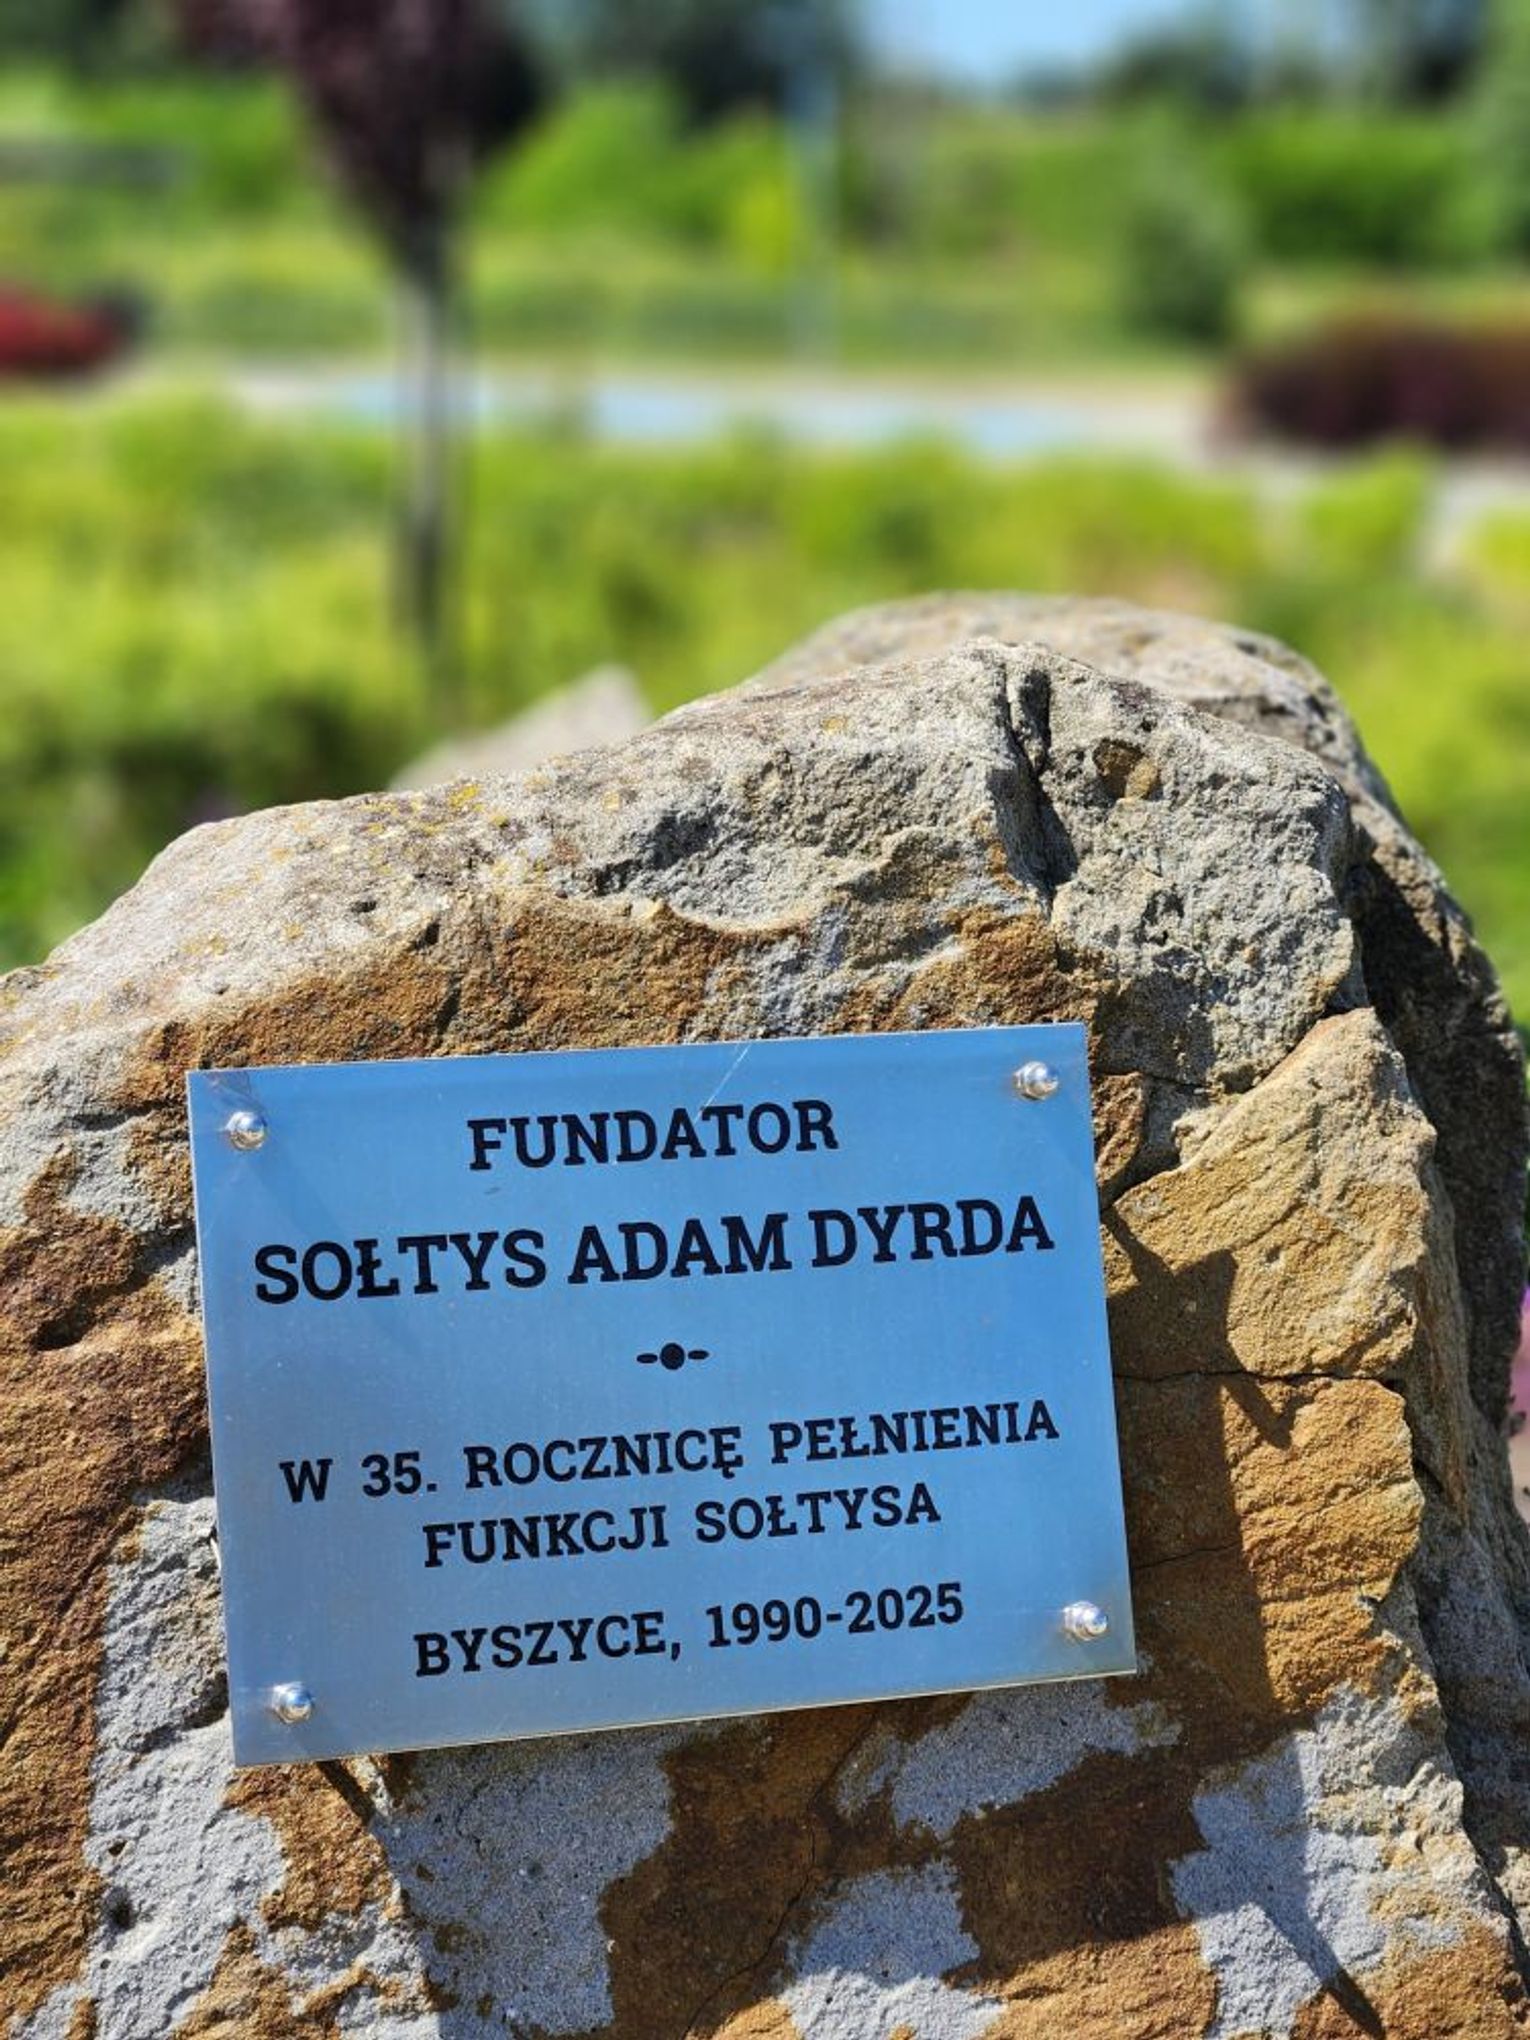 FUNDATOR
SOŁTYS ADAM DYRDA
W 35. ROCZNICĘ PEŁNIENIA
FUNKCJI SOŁTYSA
BYSZYCE, 1990-2025